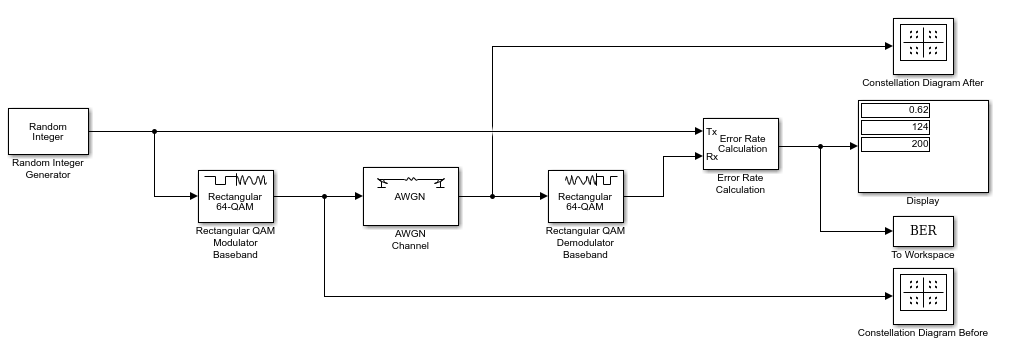 Constellation Diagram After
Random
Integer
Random Integer
Generator
Tx
Rx
Error Rate
Calculation
Error Rate
Calculation
0.62
124
200
Display
Rectangular
64-QAM
Rectangular QAM
Modulator
Baseband
AWGN
AWGN
Channel
Rectangular
64-QAM
Rectangular QAM
Demodulator
Baseband
BER
To Workspace
Constellation Diagram Before